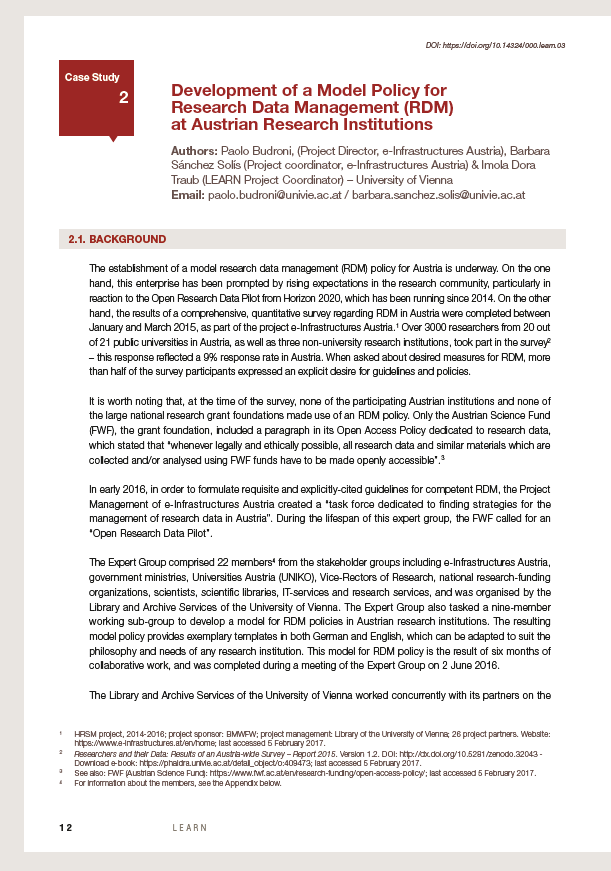 DOI: https://doi.org/10.14324/000.learn.03
Case Study
2
Development of a Model Policy for
Research Data Management (RDM)
at Austrian Research Institutions
Authors: Paolo Budroni, (Project Director, e-Infrastructures Austria), Barbara
Sánchez Solís (Project coordinator, e-Infrastructures Austria) & Imola Dora
Traub (LEARN Project Coordinator) – University of Vienna
Email: paolo.budroni@univie.ac.at / barbara.sanchez.solis@univie.ac.at
2.1. BACKGROUND
The establishment of a model research data management (RDM) policy for Austria is underway. On the one
hand, this enterprise has been prompted by rising expectations in the research community, particularly in
reaction to the Open Research Data Pilot from Horizon 2020, which has been running since 2014. On the other
hand, the results of a comprehensive, quantitative survey regarding RDM in Austria were completed between
January and March 2015, as part of the project e-Infrastructures Austria.¹ Over 3000 researchers from 20 out
of 21 public universities in Austria, as well as three non-university research institutions, took part in the survey²
– this response reflected a 9% response rate in Austria. When asked about desired measures for RDM, more
than half of the survey participants expressed an explicit desire for guidelines and policies.
It is worth noting that, at the time of the survey, none of the participating Austrian institutions and none of
the large national research grant foundations made use of an RDM policy. Only the Austrian Science Fund
(FWF), the grant foundation, included a paragraph in its Open Access Policy dedicated to research data,
which stated that “whenever legally and ethically possible, all research data and similar materials which are
collected and/or analysed using FWF funds have to be made openly accessible”.³
In early 2016, in order to formulate requisite and explicitly-cited guidelines for competent RDM, the Project
Management of e-Infrastructures Austria created a “task force dedicated to finding strategies for the
management of research data in Austria”. During the lifespan of this expert group, the FWF called for an
“Open Research Data Pilot”.
The Expert Group comprised 22 members⁴ from the stakeholder groups including e-Infrastructures Austria,
government ministries, Universities Austria (UNIKO), Vice-Rectors of Research, national research-funding
organizations, scientists, scientific libraries, IT-services and research services, and was organised by the
Library and Archive Services of the University of Vienna. The Expert Group also tasked a nine-member
working sub-group to develop a model for RDM policies in Austrian research institutions. The resulting
model policy provides exemplary templates in both German and English, which can be adapted to suit the
philosophy and needs of any research institution. This model for RDM policy is the result of six months of
collaborative work, and was completed during a meeting of the Expert Group on 2 June 2016.
The Library and Archive Services of the University of Vienna worked concurrently with its partners on the
¹ HRSM project, 2014-2016; project sponsor: BMWFW; project management: Library of the University of Vienna; 26 project partners. Website:
https://www.e-infrastructures.at/en/home; last accessed 5 February 2017.
² Researchers and their Data: Results of an Austria-wide Survey – Report 2015. Version 1.2. DOI: http://dx.doi.org/10.5281/zenodo.32043 -
Download e-book: https://phaidra.univie.ac.at/detail_object/o:409473; last accessed 5 February 2017.
³ See also: FWF (Austrian Science Fund): https://www.fwf.ac.at/en/research-funding/open-access-policy/; last accessed 5 February 2017.
⁴ For information about the members, see the Appendix below.
12
LEARN